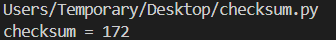 Users/Temporary/Desktop/checksum.py
checksum = 172